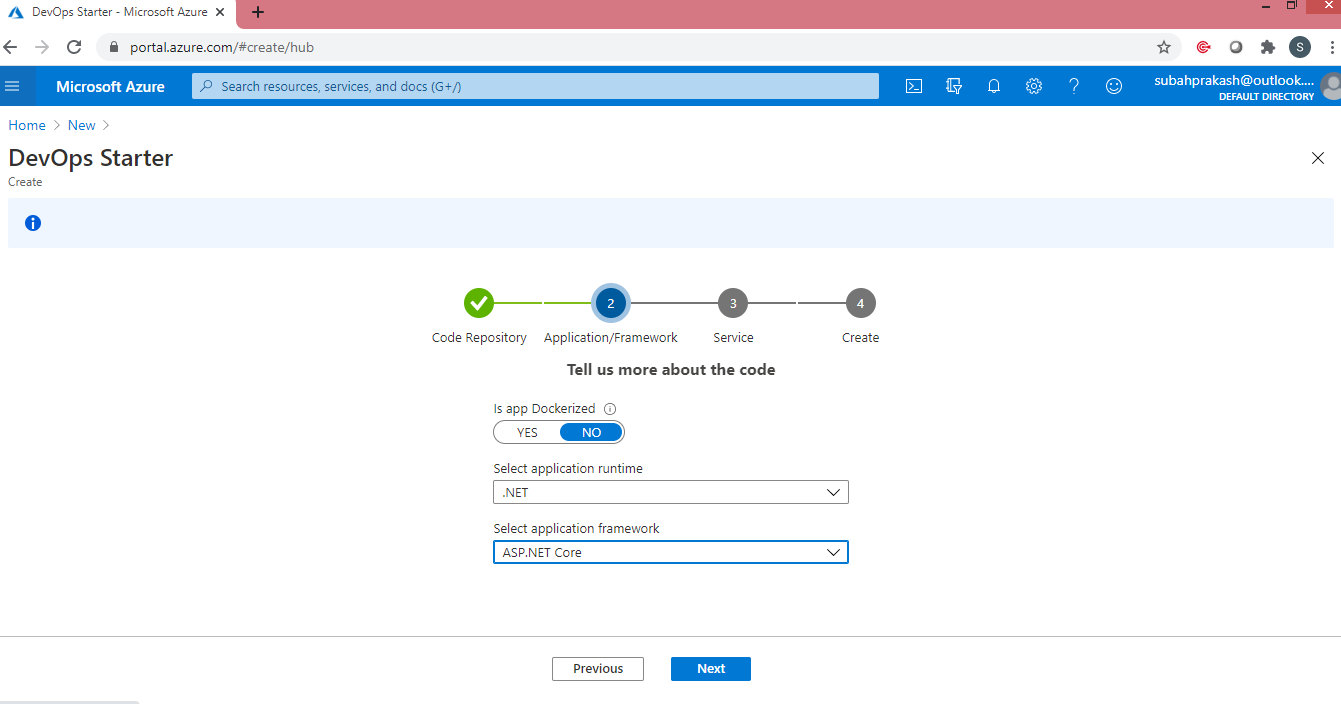 DevOps Starter - Microsoft Azure
portal.azure.com/#create/hub
S
Microsoft Azure
Search resources, services, and docs (G+/)
subahprakash@outlook....
DEFAULT DIRECTORY
Home > New >
DevOps Starter
Create
2
3
4
Code Repository
Application/Framework
Service
Create
Tell us more about the code
Is app Dockerized
YES NO
Select application runtime
.NET
Select application framework
ASP.NET Core
Previous
Next